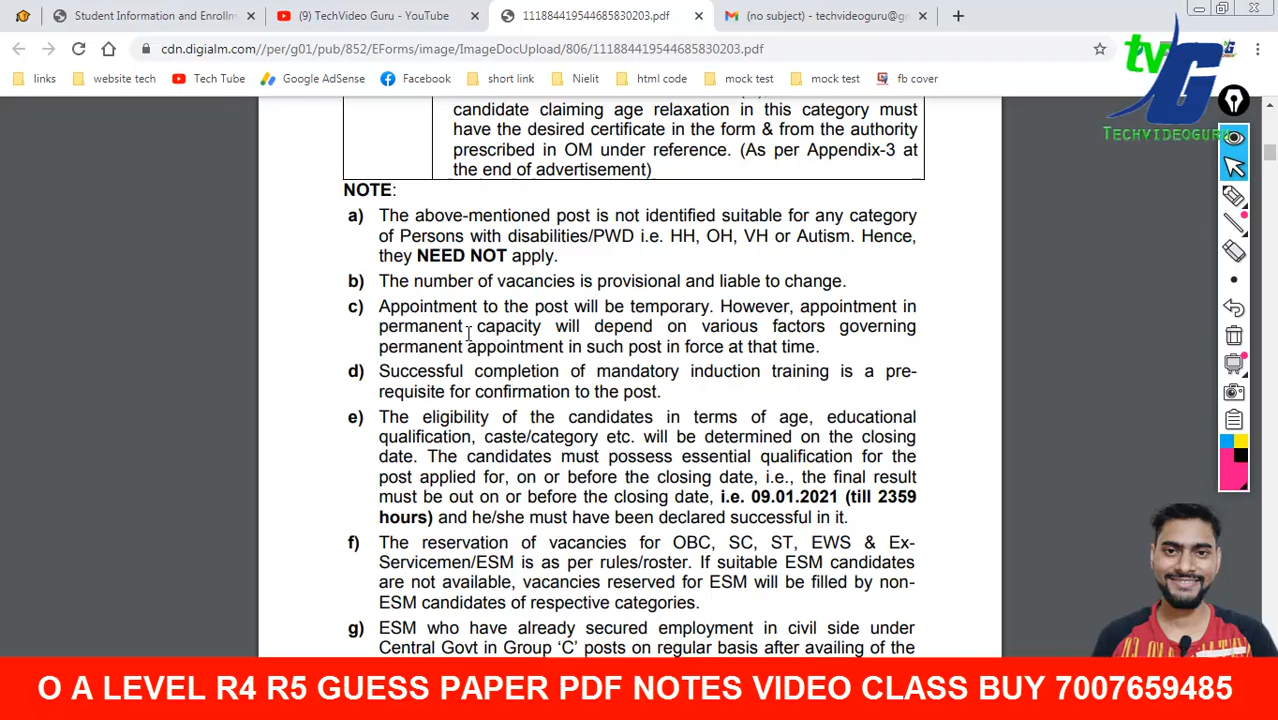 Student Information and Enrollm
(9) TechVideo Guru - YouTube
111884419544685830203.pdf
(no subject) - techvideoguru@g
cdn.digialm.com//per/g01/pub/852/EForms/image/ImageDocUpload/806/111884419544685830203.pdf
links
website tech
Tech Tube
Google AdSense
Facebook
short link
Nielit
html code
mock test
mock test
fb cover
tv
G
TECHVIDEOGURU
candidate claiming age relaxation in this category must
have the desired certificate in the form & from the authority
prescribed in OM under reference. (As per Appendix-3 at
the end of advertisement)
NOTE:
a) The above-mentioned post is not identified suitable for any category
of Persons with disabilities/PWD i.e. HH, OH, VH or Autism. Hence,
they NEED NOT apply.
b) The number of vacancies is provisional and liable to change.
c) Appointment to the post will be temporary. However, appointment in
permanent capacity will depend on various factors governing
permanent appointment in such post in force at that time.
d) Successful completion of mandatory induction training is a pre-
requisite for confirmation to the post.
e) The eligibility of the candidates in terms of age, educational
qualification, caste/category etc. will be determined on the closing
date. The candidates must possess essential qualification for the
post applied for, on or before the closing date, i.e., the final result
must be out on or before the closing date, i.e. 09.01.2021 (till 2359
hours) and he/she must have been declared successful in it.
f) The reservation of vacancies for OBC, SC, ST, EWS & Ex-
Servicemen/ESM is as per rules/roster. If suitable ESM candidates
are not available, vacancies reserved for ESM will be filled by non-
ESM candidates of respective categories.
g) ESM who have already secured employment in civil side under
Central Govt in Group ‘C’ posts on regular basis after availing of the
O A LEVEL R4 R5 GUESS PAPER PDF NOTES VIDEO CLASS BUY 7007659485